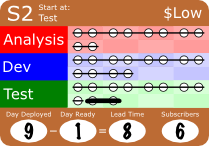 S2 Start at: Test $Low
Analysis
Dev
Test
Day Deployed Day Ready Lead Time Subscribers
9 - 1 = 8 6